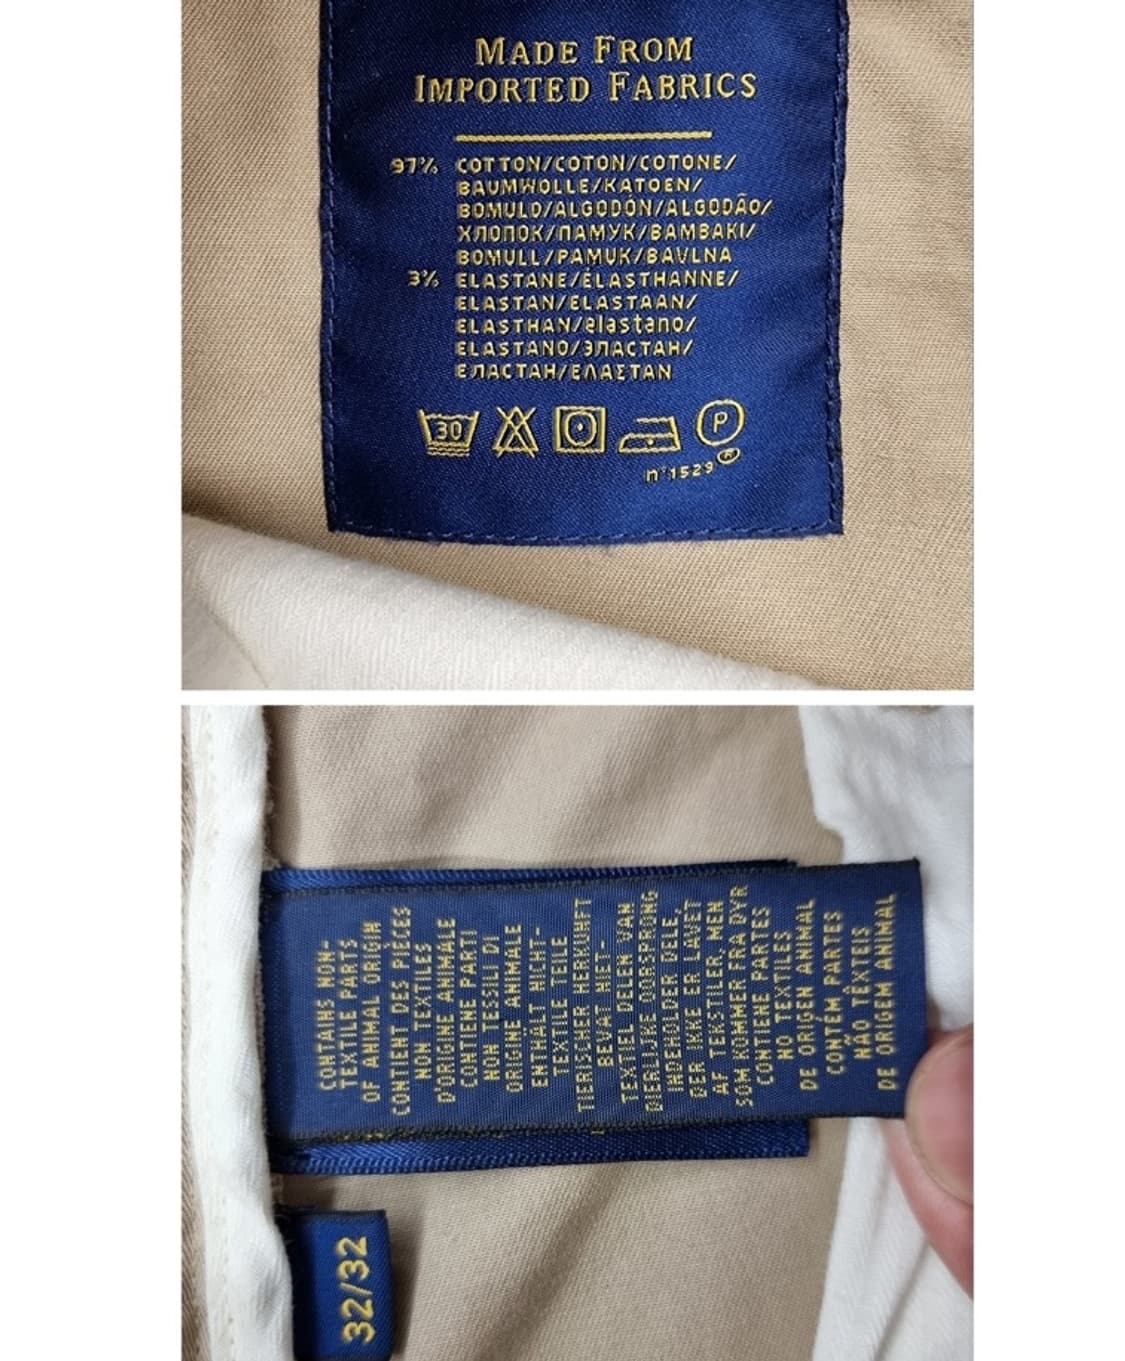 MADE FROM
IMPORTED FABRICS
97% COTTON/COTON/COTONE/
BAUMWOLLE/KATOEN/
BOMULD/ALGODÓN/ALGODÃO/
ХЛОПОК/ПАМУК/BAMBAKI/
BOMULL/PAMUK/BAVLNA
3% ELASTANE/ÉLASTHANNE/
ELASTAN/ELASTAAN/
ELASTHAN/elastano/
ELASTANO/ЭЛАСТАН/
ЕЛАСТАН/ΕΛΑΣΤΑΝ
30 P
n°1529 ®
CONTAINS NON-
TEXTILE PARTS
OF ANIMAL ORIGIN
CONTIENT DES PIÈCES
NON TEXTILES
D'ORIGINE ANIMALE
CONTIENE PARTI
NON TESSILI DI
ORIGINE ANIMALE
ENTHÄLT NICHT-
TEXTILE TEILE
TIERISCHER HERKUNFT
BEVAT NIET-
TEXTIEL DELEN VAN
DIERLIJKE OORSPRONG
INDEHOLDER DELE,
DER IKKE ER LAVET
AF TEKSTILER, MEN
SOM KOMMER FRA DYR
CONTIENE PARTES
NO TEXTILES
DE ORIGEN ANIMAL
CONTÉM PARTES
NÃO TÊXTEIS
DE ORIGEM ANIMAL
32/32